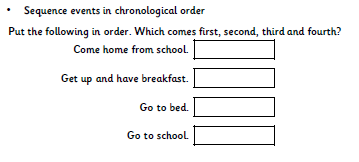 • Sequence events in chronological order
Put the following in order. Which comes first, second, third and fourth?
Come home from school.
Get up and have breakfast.
Go to bed.
Go to school.